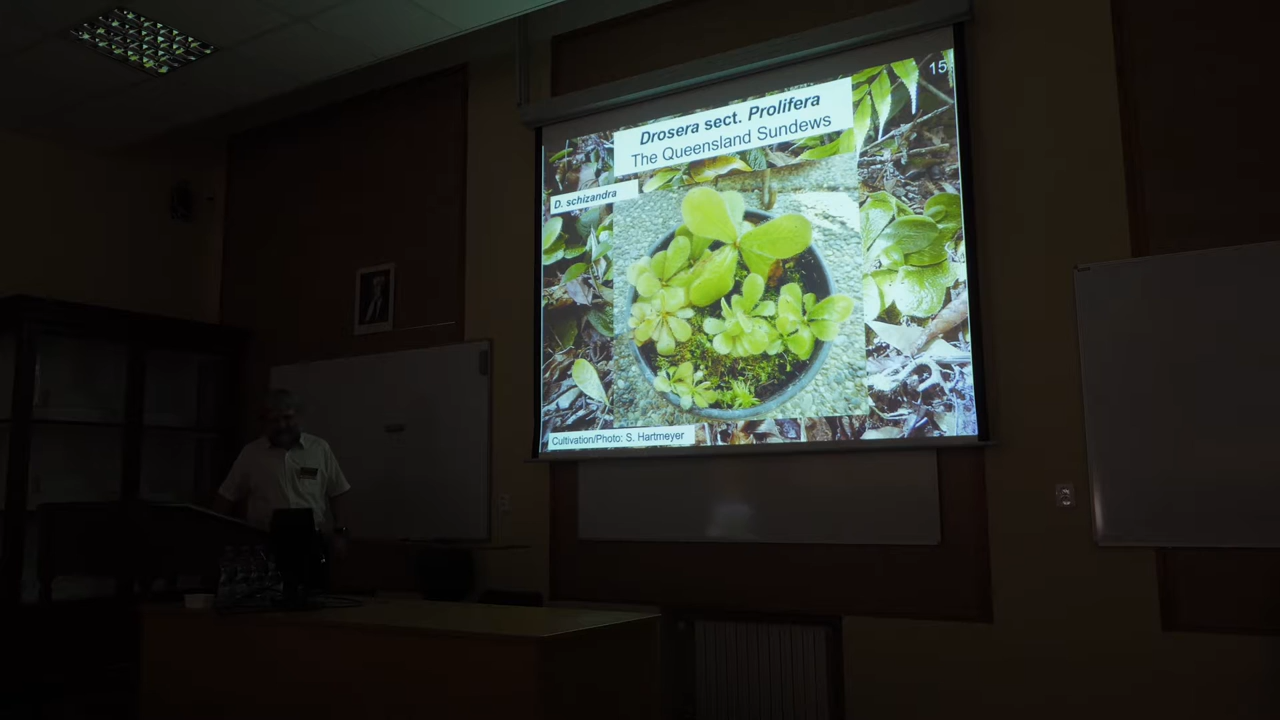 15
Drosera sect. Prolifera
The Queensland Sundews
D. schizandra
Cultivation/Photo: S. Hartmeyer